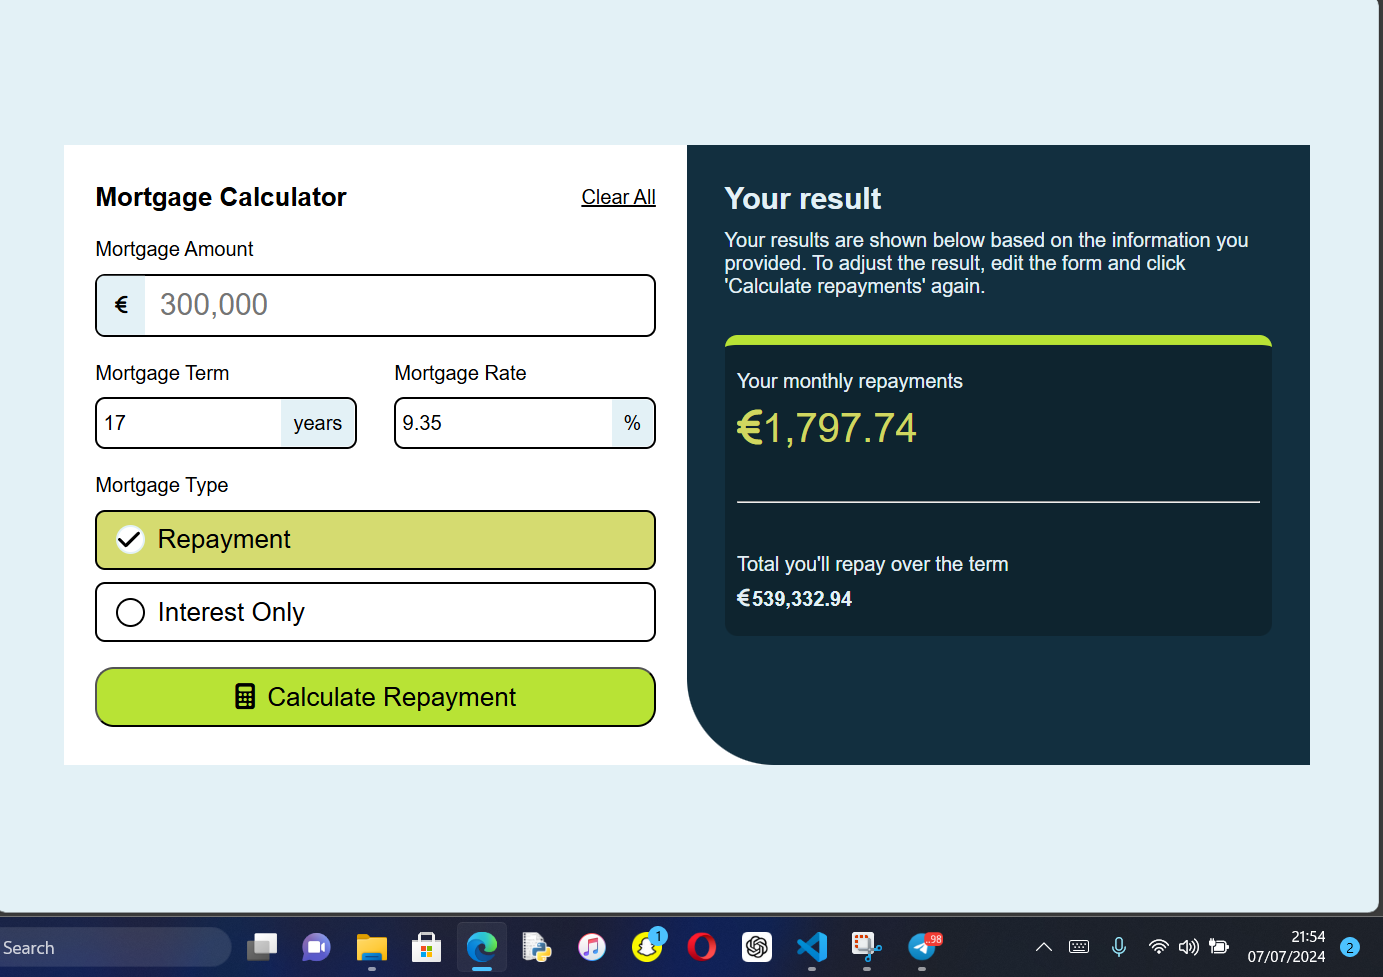 Mortgage Calculator
Clear All
Mortgage Amount
€ 300,000
Mortgage Term
Mortgage Rate
17 years
9.35 %
Mortgage Type
Repayment
Interest Only
Calculate Repayment
Your result
Your results are shown below based on the information you
provided. To adjust the result, edit the form and click
'Calculate repayments' again.
Your monthly repayments
€1,797.74
Total you'll repay over the term
€539,332.94
Search
1
.98
21:54
07/07/2024
2